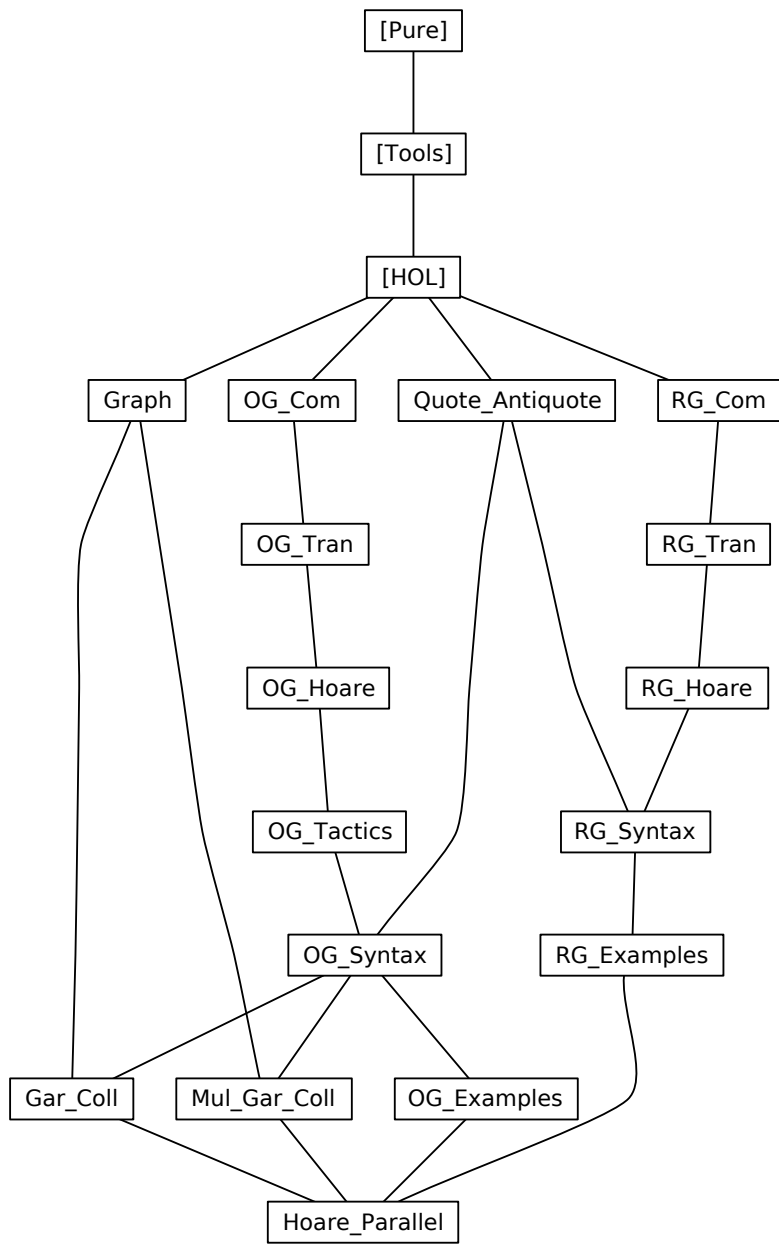 [Pure]
[Tools]
[HOL]
Graph
OG_Com
Quote_Antiquote
RG_Com
OG_Tran
RG_Tran
OG_Hoare
RG_Hoare
OG_Tactics
RG_Syntax
OG_Syntax
RG_Examples
Gar_Coll
Mul_Gar_Coll
OG_Examples
Hoare_Parallel